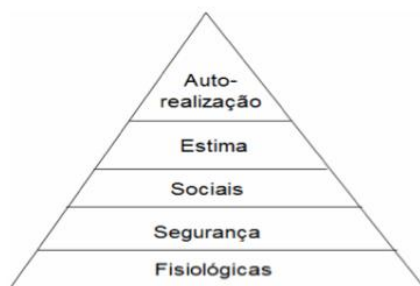 Auto-
realização
Estima
Sociais
Segurança
Fisiológicas